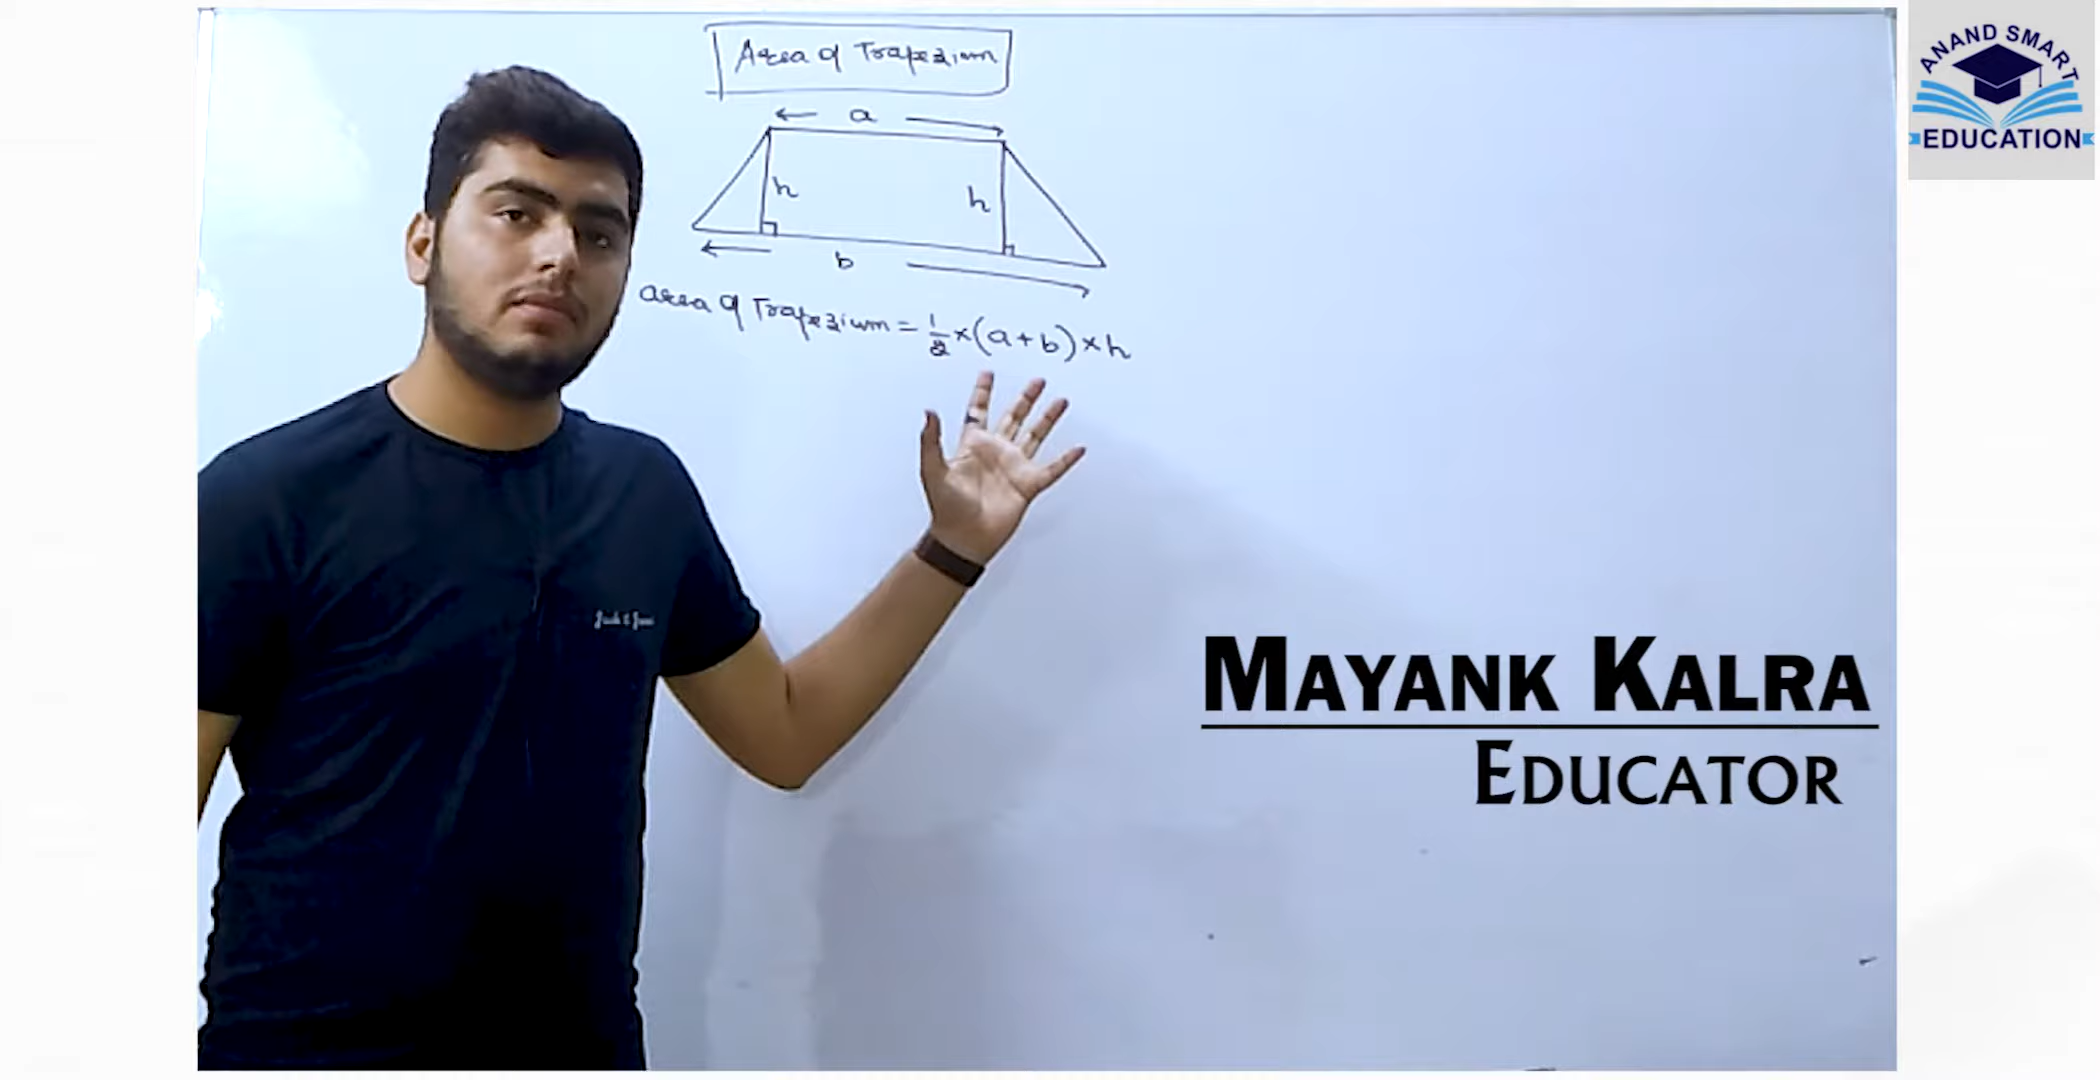 Area of Trapezium
a
h
h
b
area of Trapezium = 1/2 × (a + b) × h
ANAND SMART
EDUCATION
MAYANK KALRA
EDUCATOR